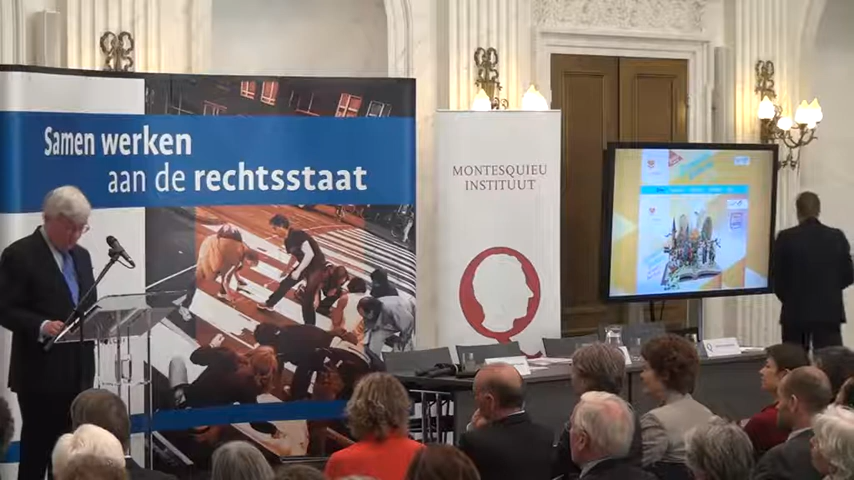 Samen werken
aan de rechtsstaat
MONTESQUIEU
INSTITUUT